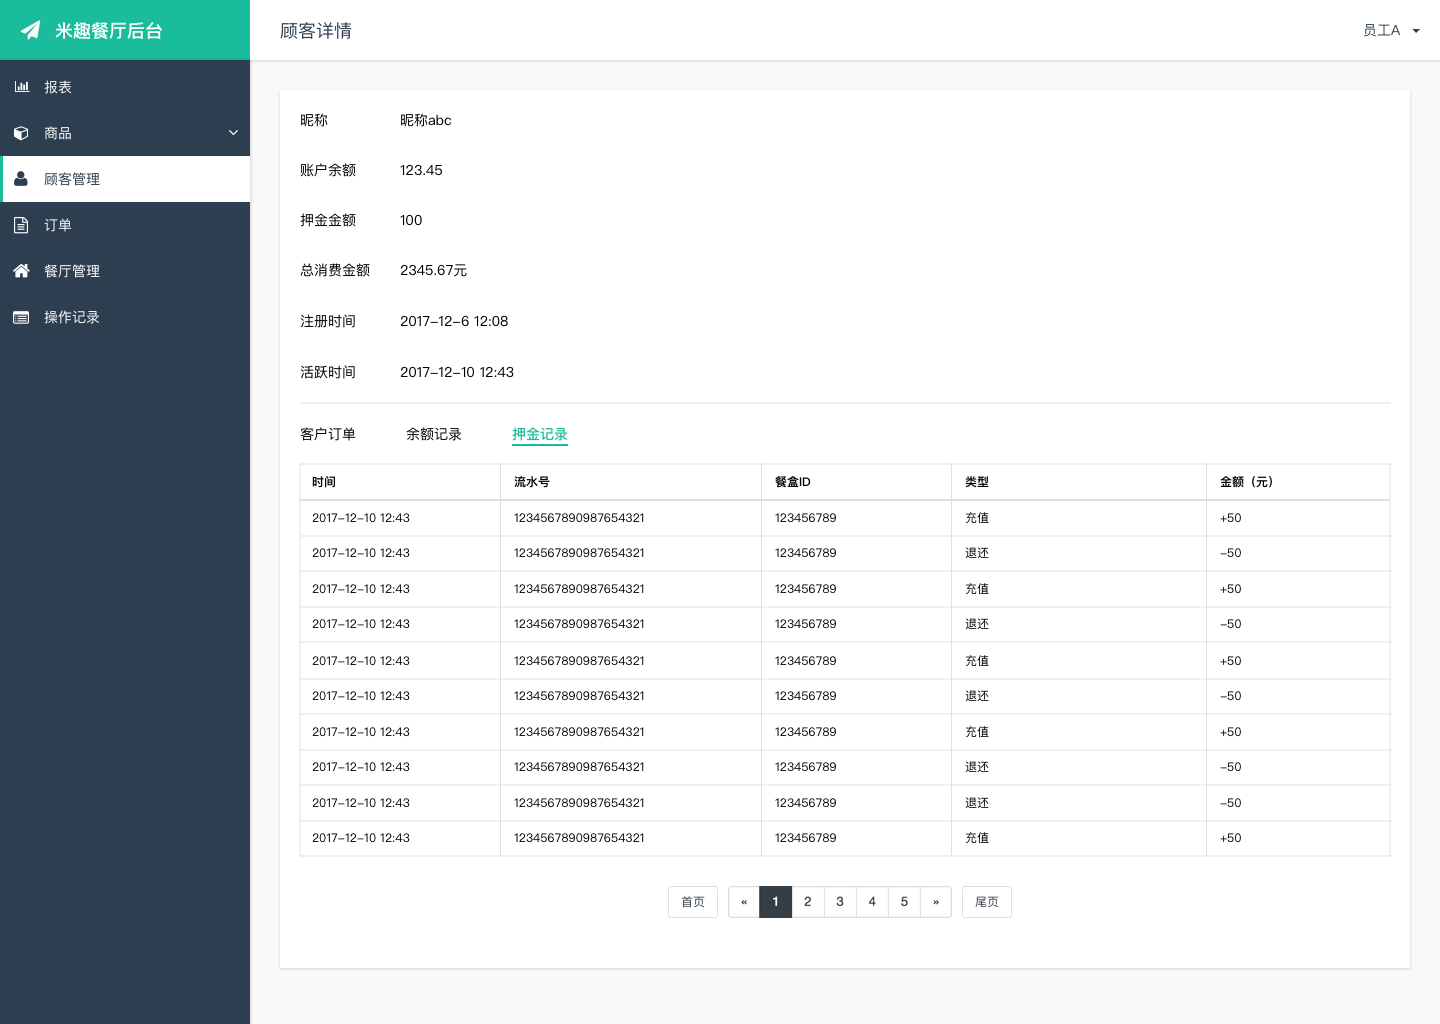 米趣餐厅后台
顾客详情
员工A
报表
商品
顾客管理
订单
餐厅管理
操作记录
昵称 昵称abc
账户余额 123.45
押金金额 100
总消费金额 2345.67元
注册时间 2017-12-6 12:08
活跃时间 2017-12-10 12:43
客户订单 余额记录 押金记录
时间 流水号 餐盒ID 类型 金额（元）
2017-12-10 12:43 1234567890987654321 123456789 充值 +50
2017-12-10 12:43 1234567890987654321 123456789 退还 -50
2017-12-10 12:43 1234567890987654321 123456789 充值 +50
2017-12-10 12:43 1234567890987654321 123456789 退还 -50
2017-12-10 12:43 1234567890987654321 123456789 充值 +50
2017-12-10 12:43 1234567890987654321 123456789 退还 -50
2017-12-10 12:43 1234567890987654321 123456789 充值 +50
2017-12-10 12:43 1234567890987654321 123456789 退还 -50
2017-12-10 12:43 1234567890987654321 123456789 退还 -50
2017-12-10 12:43 1234567890987654321 123456789 充值 +50
首页 « 1 2 3 4 5 » 尾页